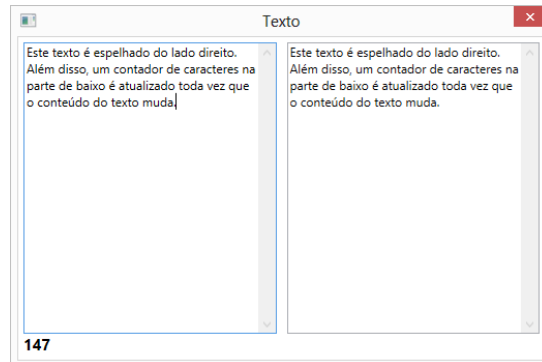 Texto
Este texto é espelhado do lado direito.
Além disso, um contador de caracteres na
parte de baixo é atualizado toda vez que
o conteúdo do texto muda.
Este texto é espelhado do lado direito.
Além disso, um contador de caracteres na
parte de baixo é atualizado toda vez que
o conteúdo do texto muda.
147